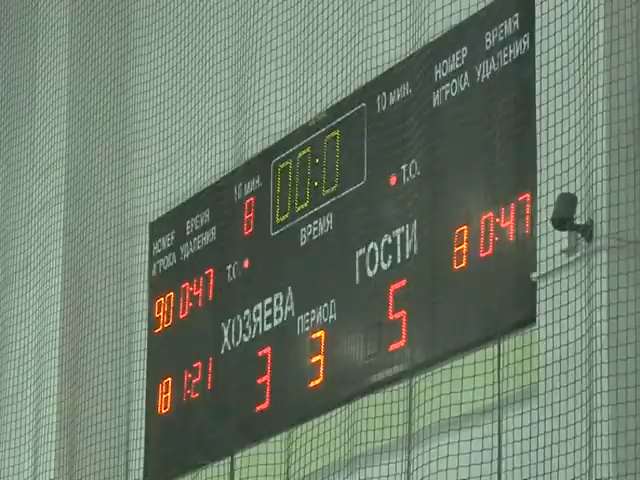 НОМЕР ВРЕМЯ
ИГРОКА УДАЛЕНИЯ
10 мин.
00:0
10 мин.
НОМЕР ВРЕМЯ
ИГРОКА УДАЛЕНИЯ
8
ВРЕМЯ
Т.О.
Т.О.
90 0:47
ХОЗЯЕВА
ПЕРИОД
ГОСТИ
8 0:47
18 1:21
3
3
5